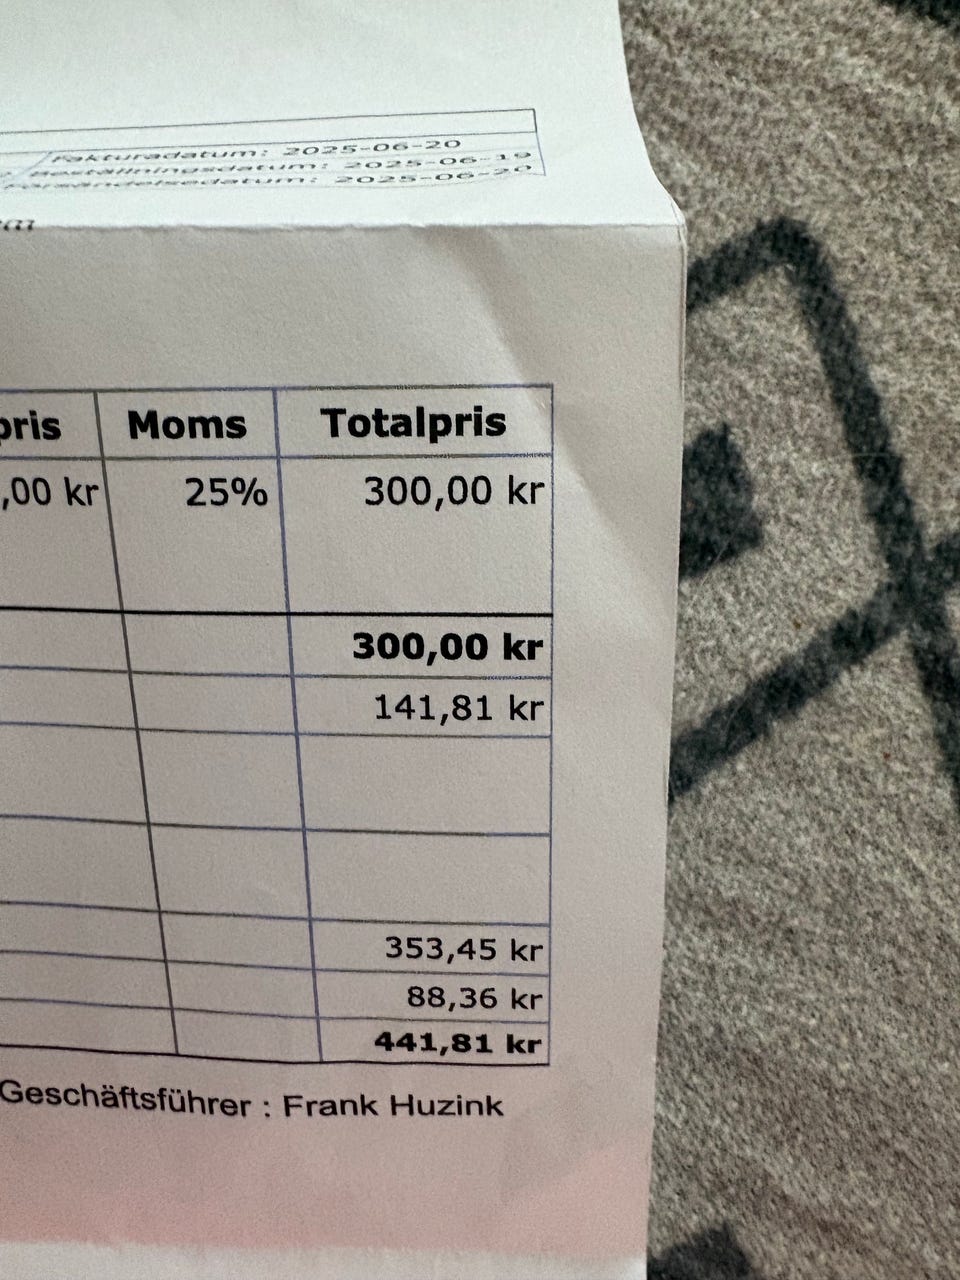 Fakturadatum: 2025-06-20
Beställningsdatum: 2025-06-19
Försändelsedatum: 2025-06-20
pris Moms Totalpris
,00 kr 25% 300,00 kr
300,00 kr
141,81 kr
353,45 kr
88,36 kr
441,81 kr
Geschäftsführer : Frank Huzink